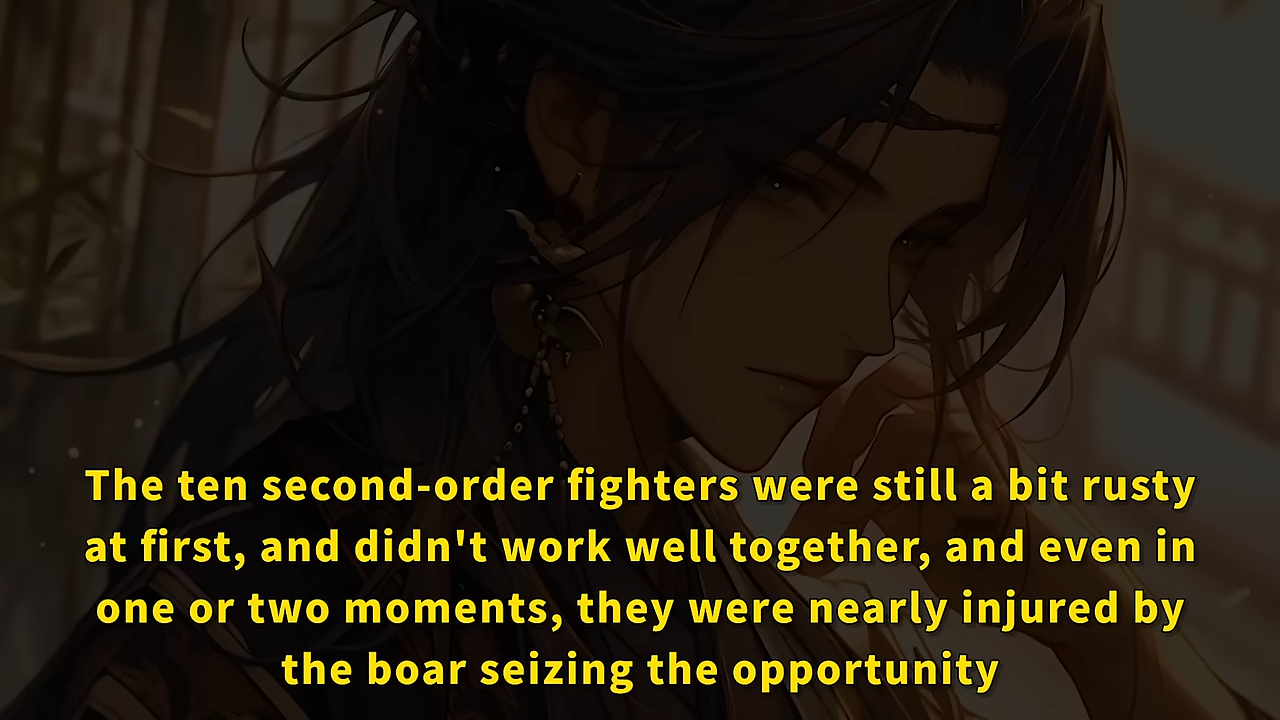 The ten second-order fighters were still a bit rusty
at first, and didn't work well together, and even in
one or two moments, they were nearly injured by
the boar seizing the opportunity